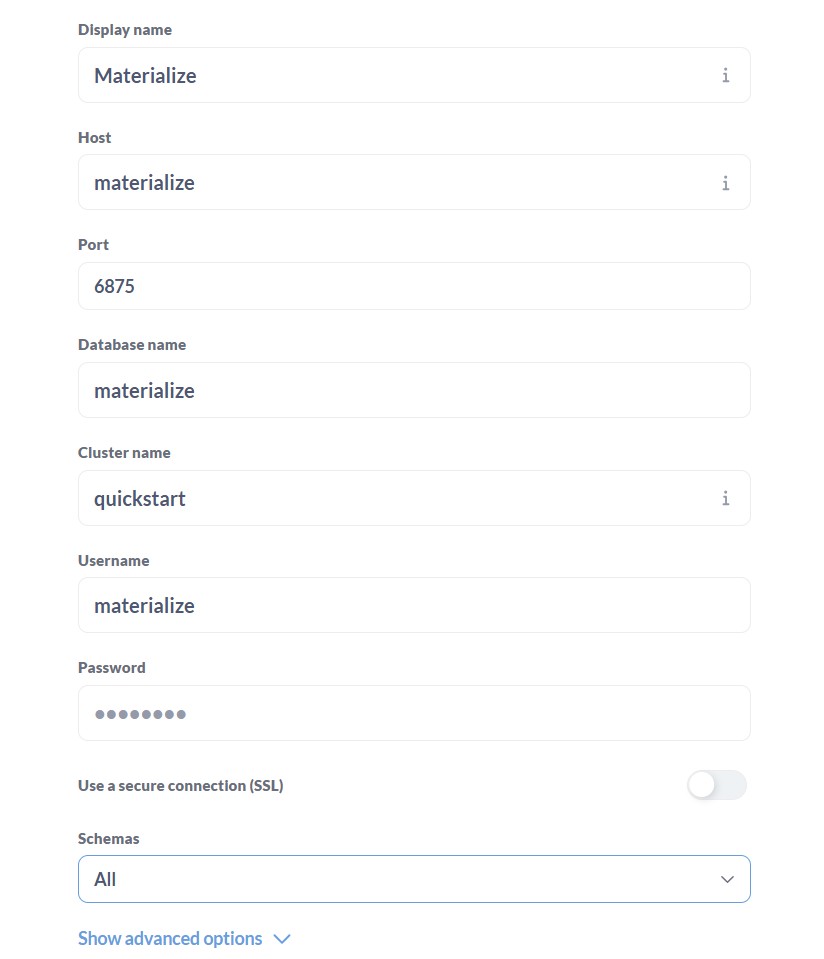 Display name
Materialize
Host
materialize
Port
6875
Database name
materialize
Cluster name
quickstart
Username
materialize
Password
●●●●●●●●
Use a secure connection (SSL)
Schemas
All
Show advanced options